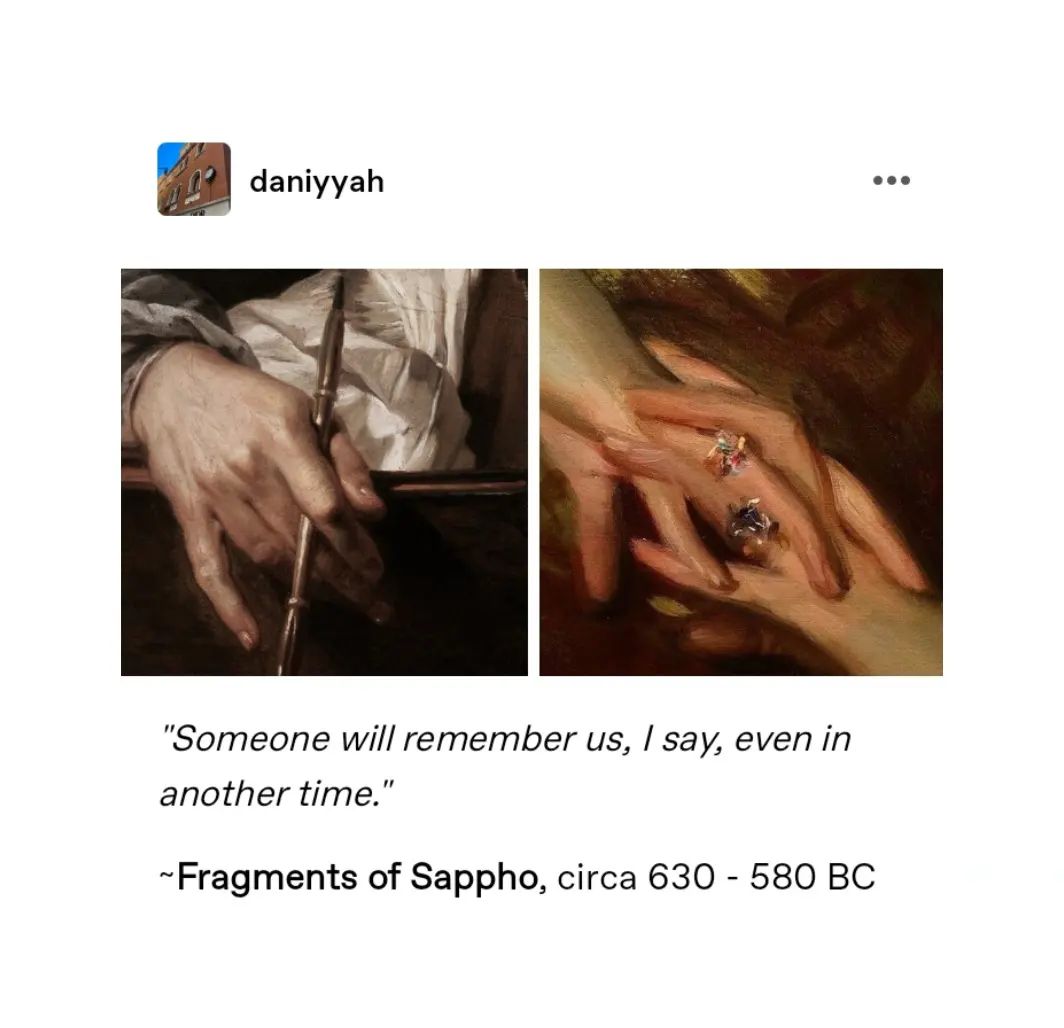 daniyyah
"Someone will remember us, I say, even in
another time."
~Fragments of Sappho, circa 630 - 580 BC